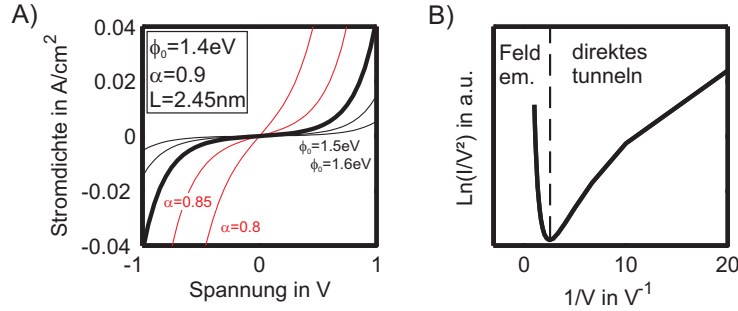 A)
Stromdichte in A/cm²
0.04
0.02
0
-0.02
-0.04
ϕ₀=1.4eV
α=0.9
L=2.45nm
ϕ₀=1.5eV
ϕ₀=1.6eV
α=0.85
α=0.8
-1
0
1
Spannung in V
B)
Ln(I/V²) in a.u.
Feld
em.
direktes
tunneln
0
10
20
1/V in V⁻¹